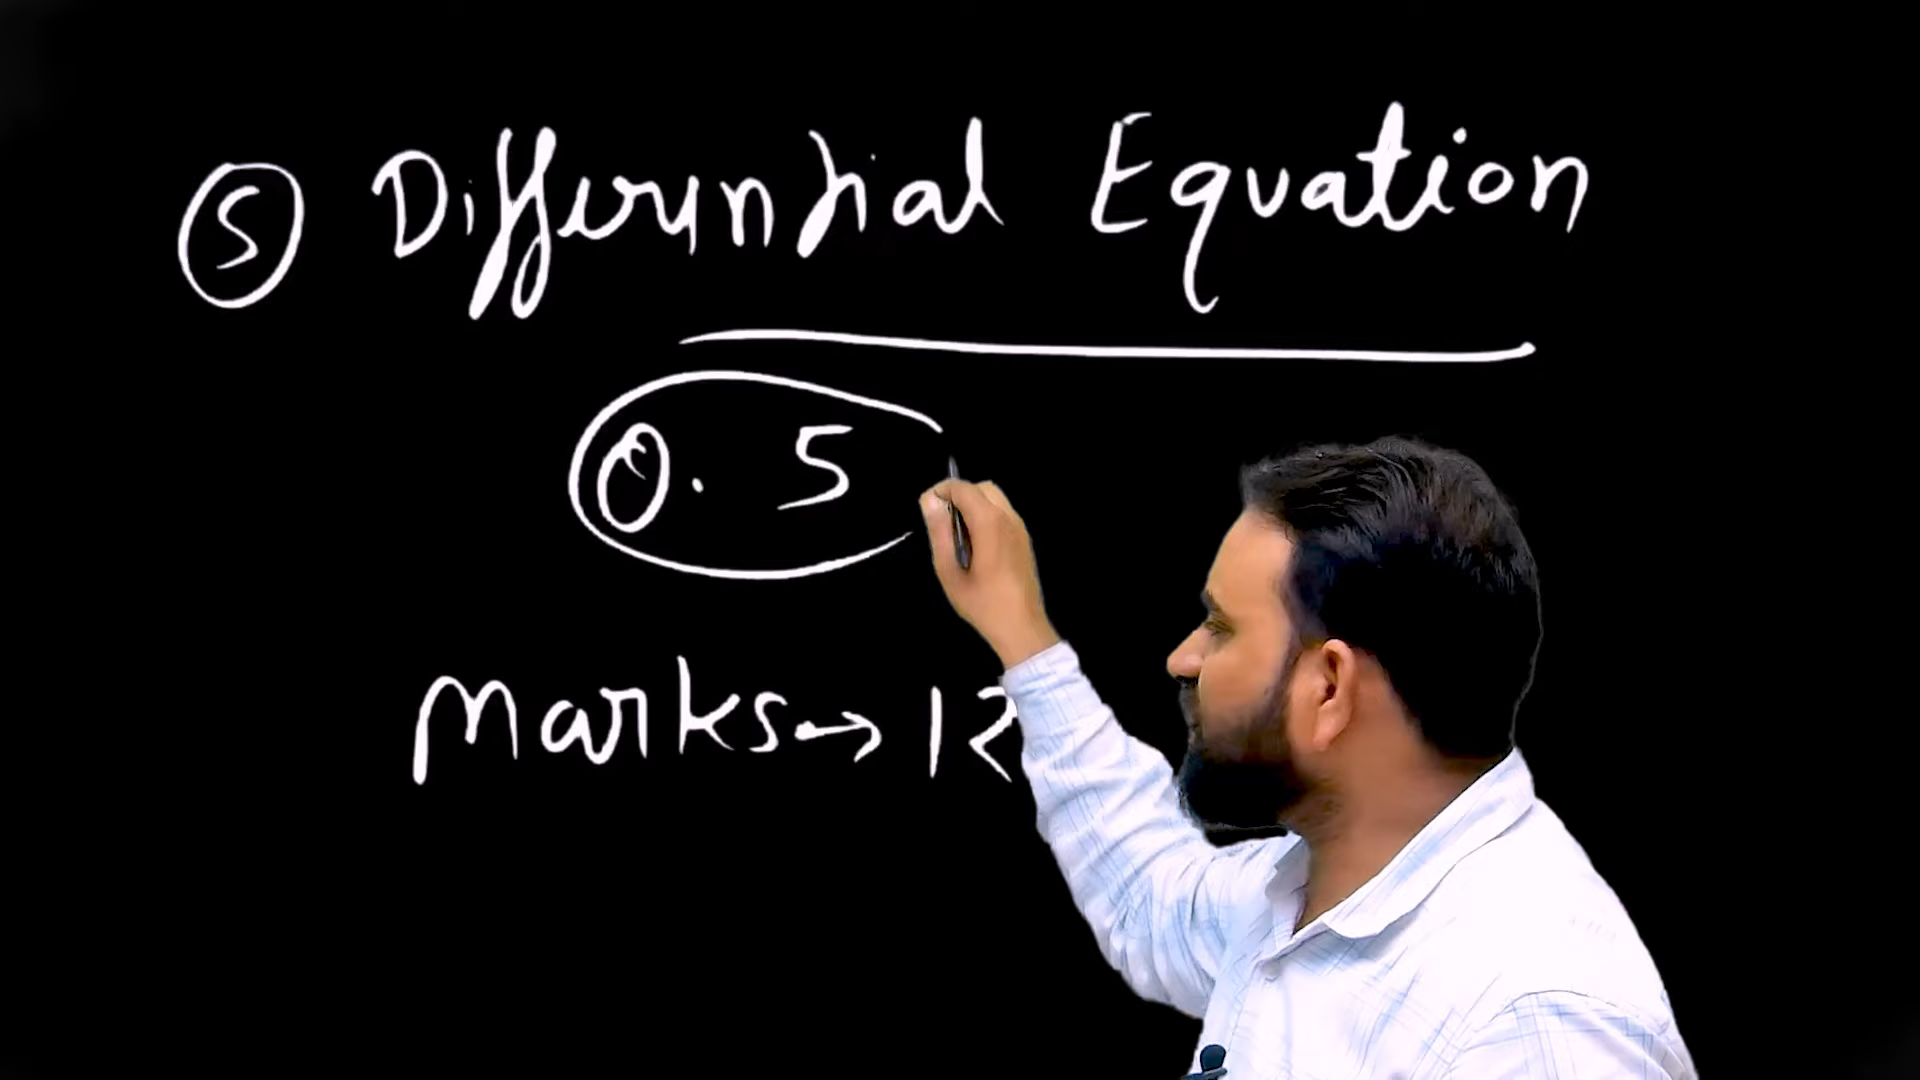 ⑤ Differential Equation
Q. 5
Marks → 12